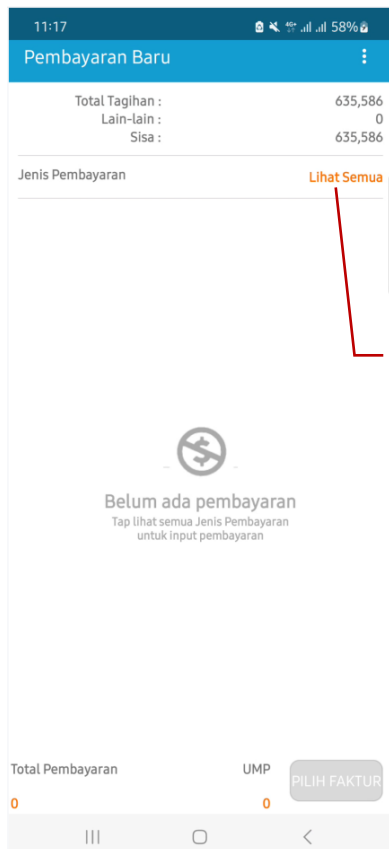 11:17 4G+ 58%
Pembayaran Baru
Total Tagihan : 635,586
Lain-lain : 0
Sisa : 635,586
Jenis Pembayaran Lihat Semua
Belum ada pembayaran
Tap lihat semua Jenis Pembayaran
untuk input pembayaran
Total Pembayaran UMP PILIH FAKTUR
0 0